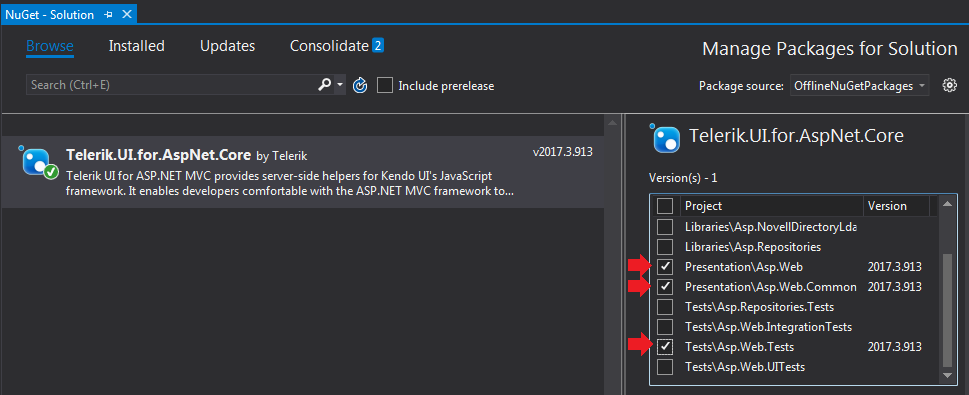 NuGet - Solution
Browse Installed Updates Consolidate 2
Manage Packages for Solution
Search (Ctrl+E)
Include prerelease
Package source: OfflineNuGetPackages
Telerik.UI.for.AspNet.Core by Telerik
v2017.3.913
Telerik UI for ASP.NET MVC provides server-side helpers for Kendo UI's JavaScript
framework. It enables developers comfortable with the ASP.NET MVC framework to...
Telerik.UI.for.AspNet.Core
Version(s) - 1
Project Version
Libraries\Asp.NovellDirectoryLda
Libraries\Asp.Repositories
Presentation\Asp.Web 2017.3.913
Presentation\Asp.Web.Common 2017.3.913
Tests\Asp.Repositories.Tests
Tests\Asp.Web.IntegrationTests
Tests\Asp.Web.Tests 2017.3.913
Tests\Asp.Web.UITests